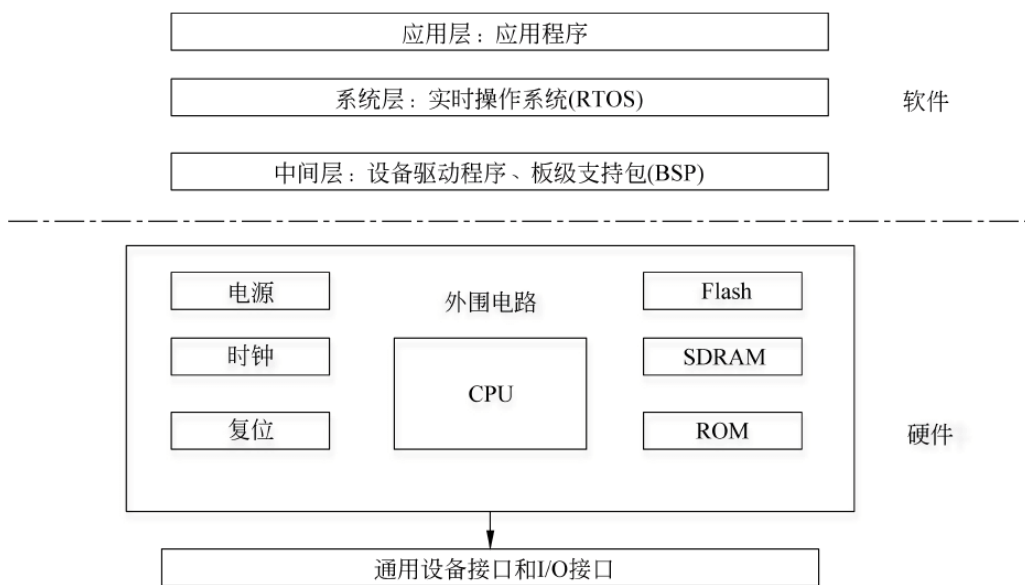 应用层：应用程序
系统层：实时操作系统(RTOS)
软件
中间层：设备驱动程序、板级支持包(BSP)
电源
外围电路
Flash
时钟
CPU
SDRAM
复位
ROM
硬件
通用设备接口和I/O接口